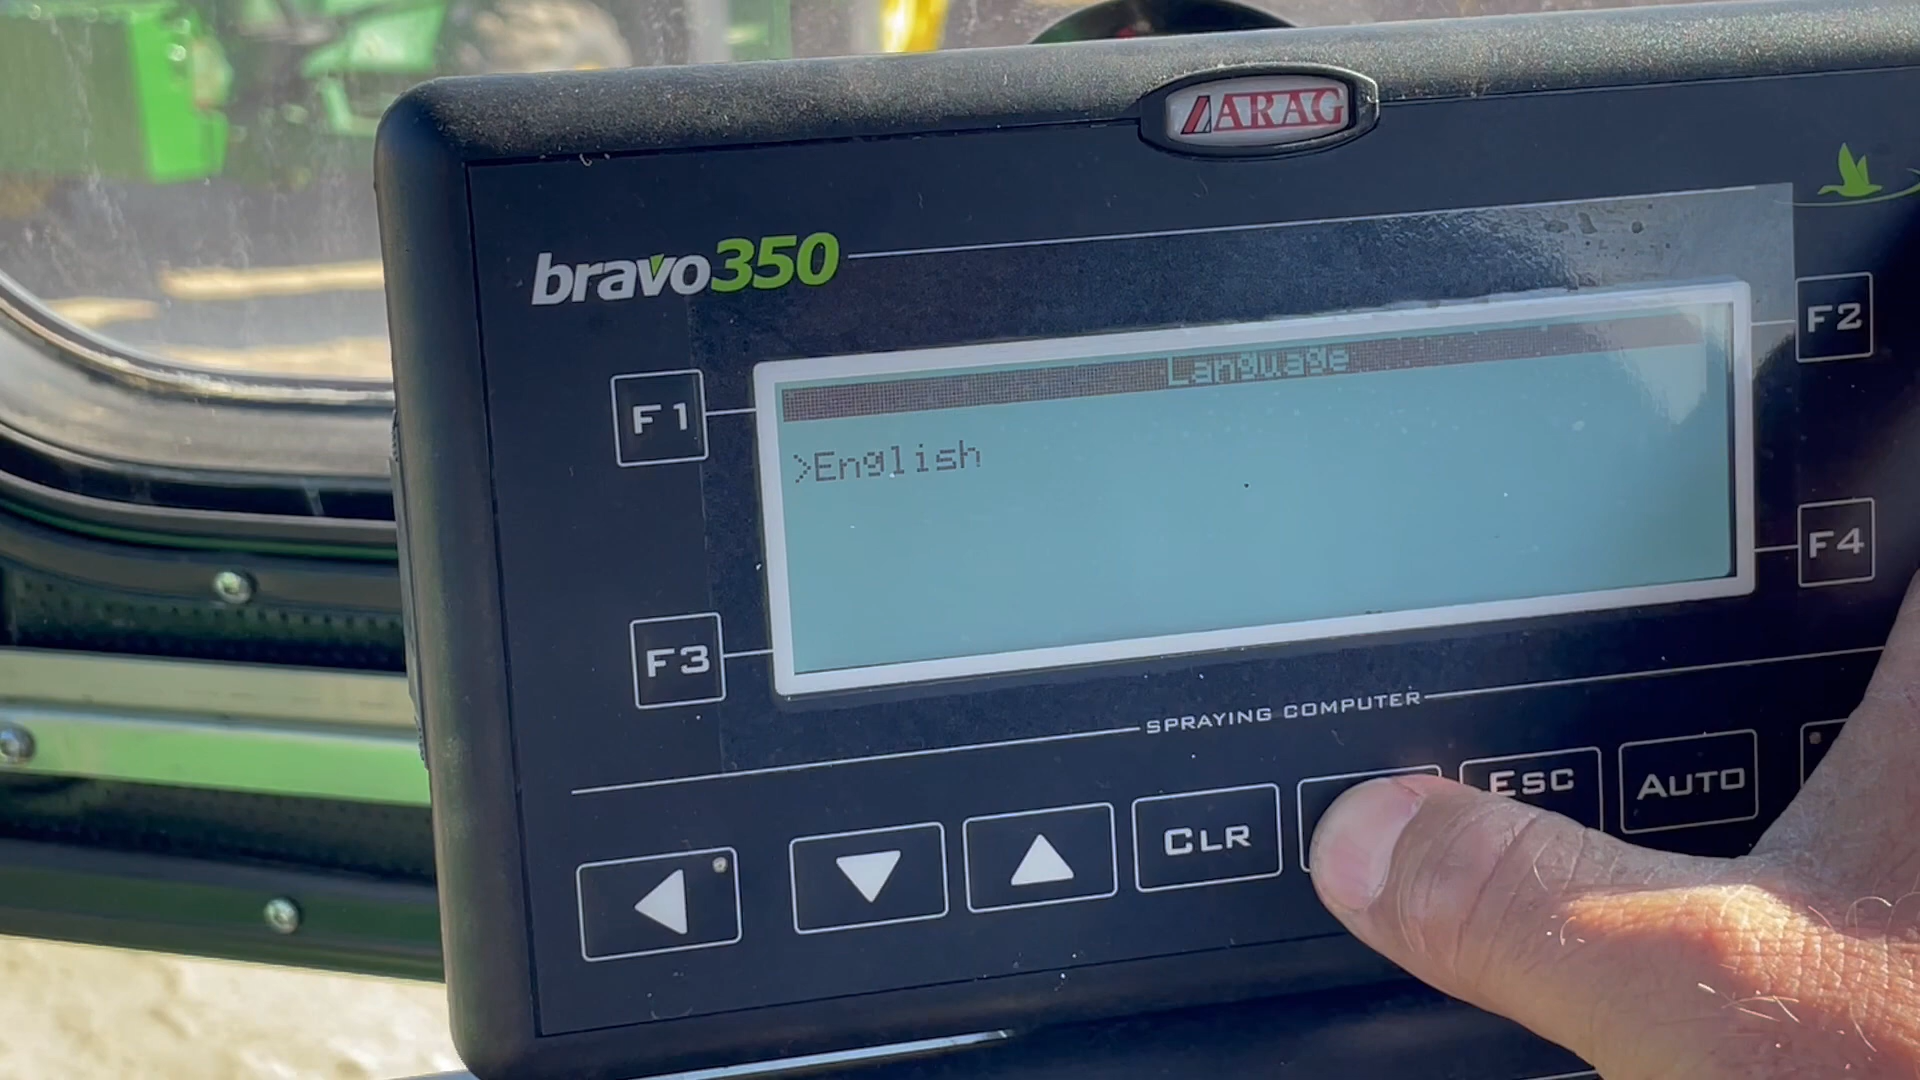 ARAG
bravo350
F1
F2
Language
>English
F3
F4
SPRAYING COMPUTER
CLR
ESC
AUTO